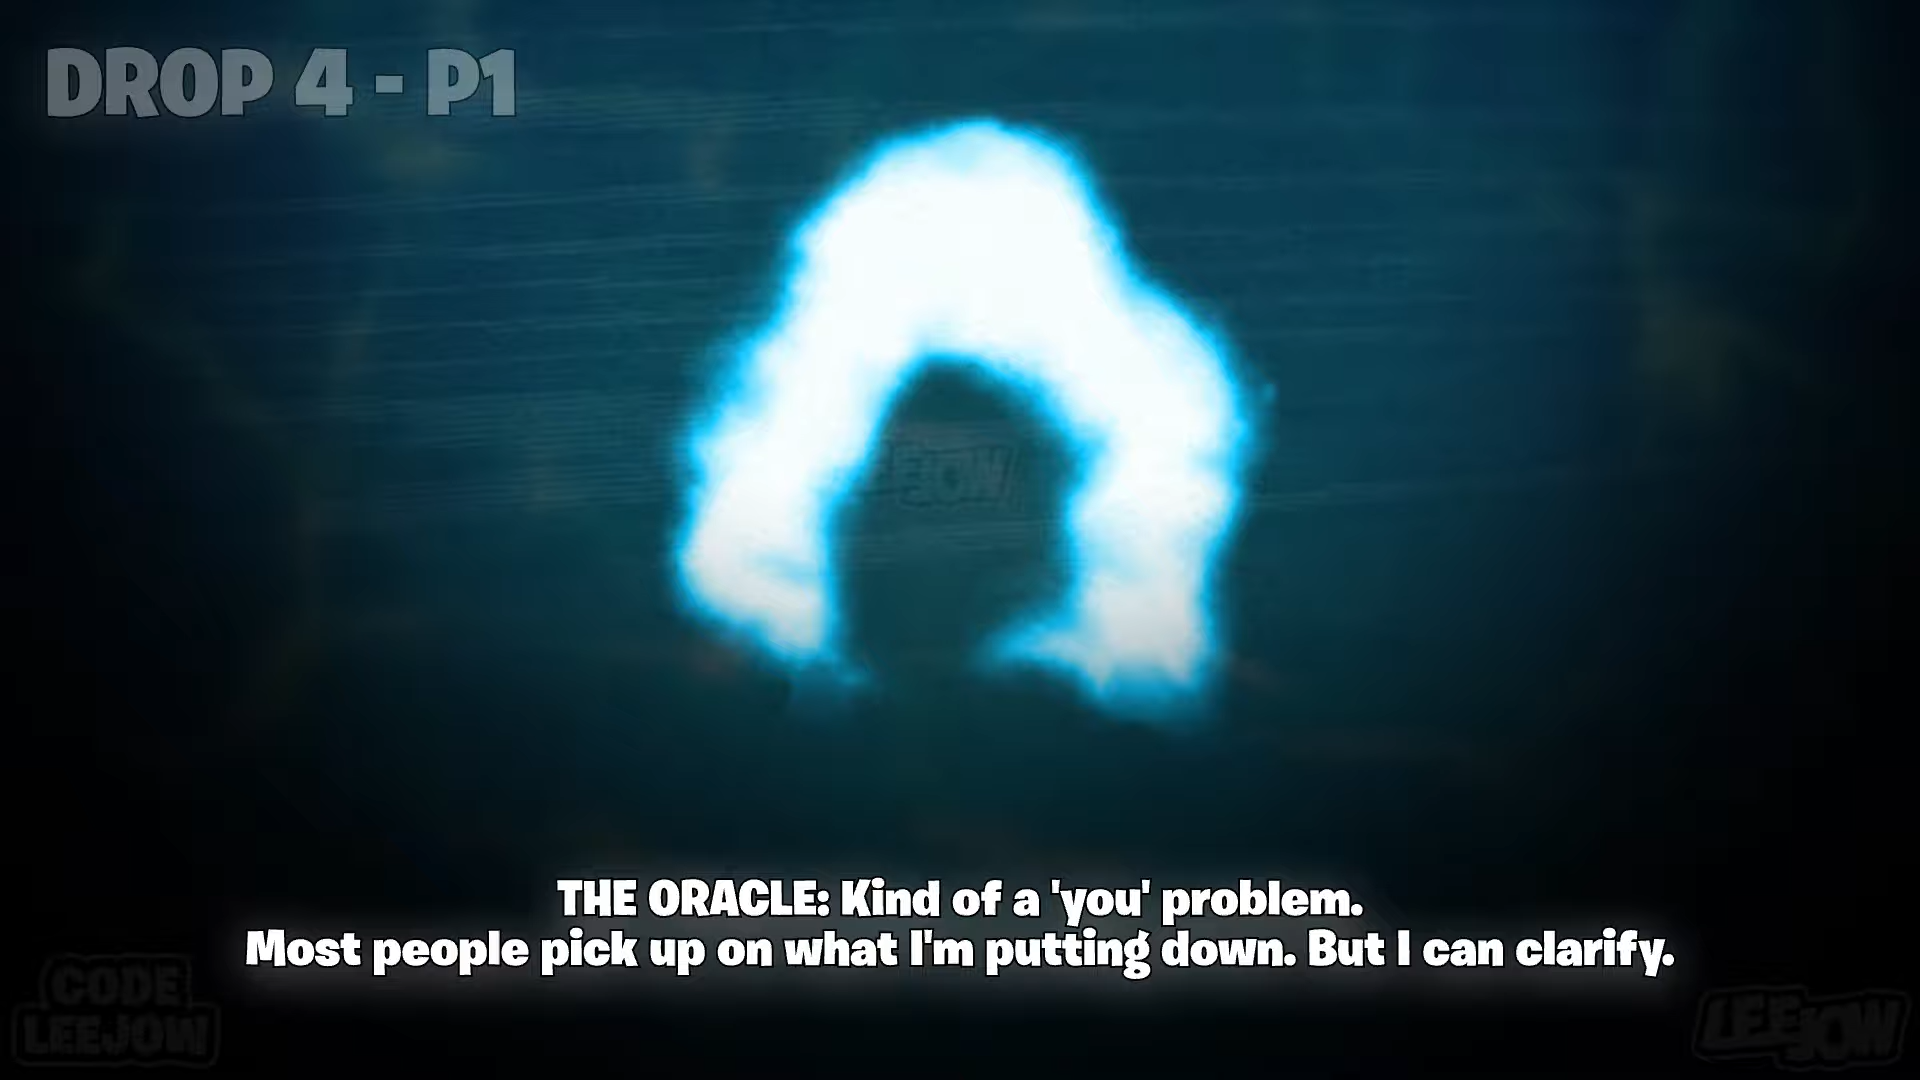 DROP 4 - P1
LEEJOW
THE ORACLE: Kind of a 'you' problem.
Most people pick up on what I'm putting down. But I can clarify.
CODE
LEEJOW
LEEJOW